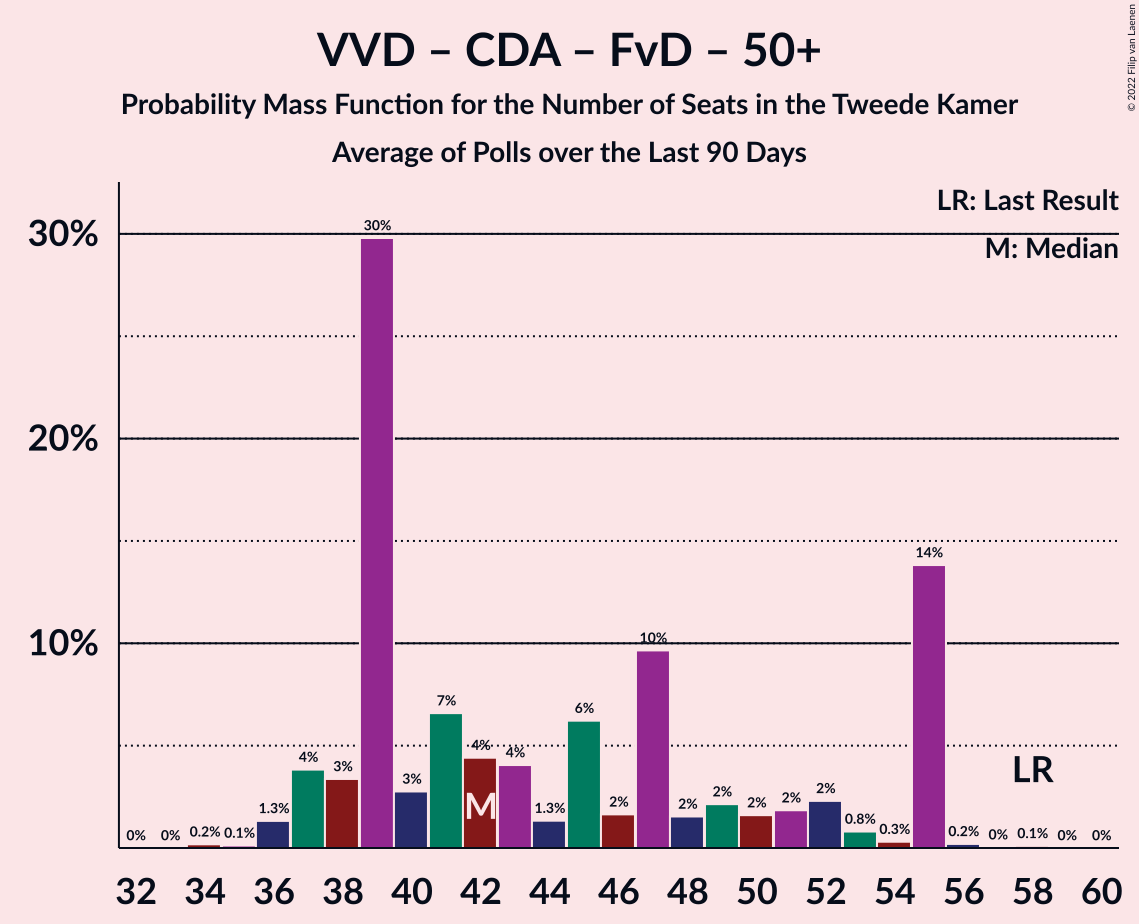 VVD – CDA – FvD – 50+
Probability Mass Function for the Number of Seats in the Tweede Kamer
Average of Polls over the Last 90 Days
© 2022 Filip van Laenen
LR: Last Result
M: Median
30%
20%
10%
0% 0% 0.2% 0.1% 1.3% 4% 3% 30% 3% 7% 4% 4% 1.3% 6% 2% 10% 2% 2% 2% 2% 2% 0.8% 0.3% 14% 0.2% 0% 0.1% 0% 0%
M
LR
32 34 36 38 40 42 44 46 48 50 52 54 56 58 60